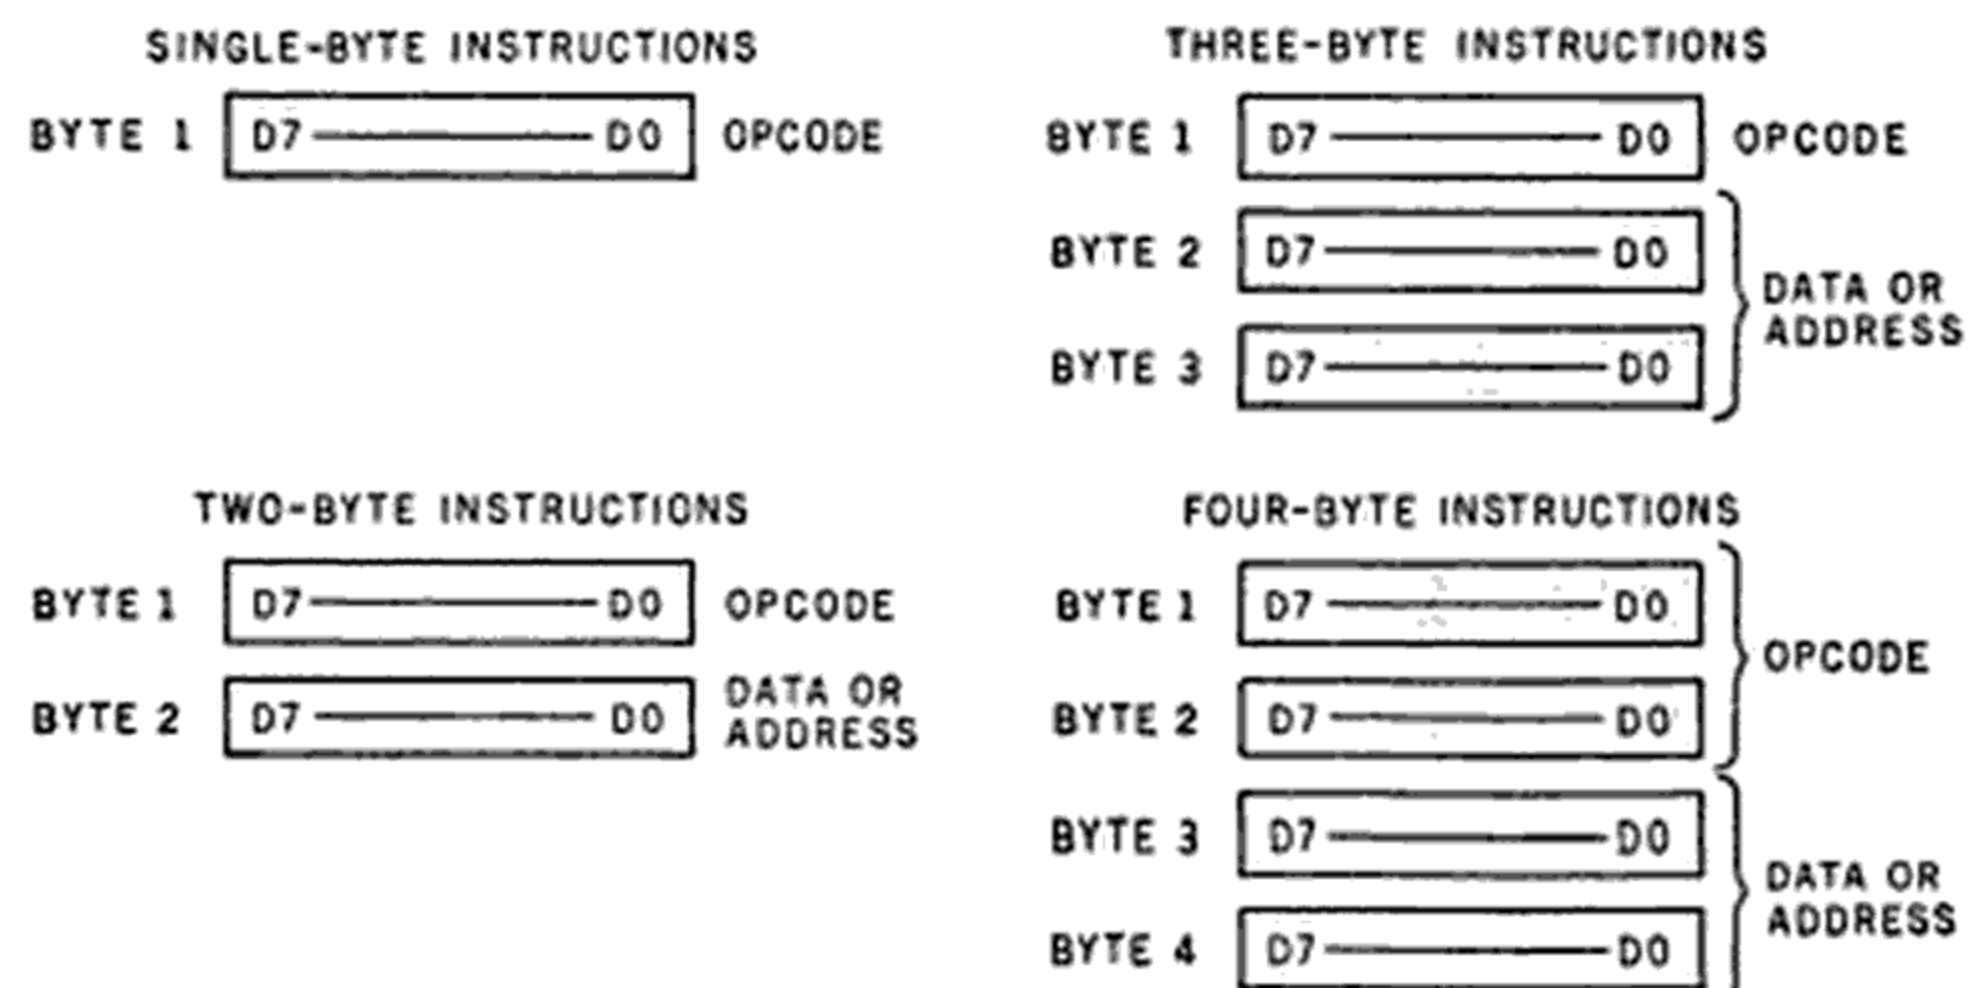 SINGLE-BYTE INSTRUCTIONS
BYTE 1 D7 D0 OPCODE
TWO-BYTE INSTRUCTIONS
BYTE 1 D7 D0 OPCODE
BYTE 2 D7 D0 DATA OR
ADDRESS
THREE-BYTE INSTRUCTIONS
BYTE 1 D7 D0 OPCODE
BYTE 2 D7 D0
DATA OR
ADDRESS
BYTE 3 D7 D0
FOUR-BYTE INSTRUCTIONS
BYTE 1 D7 D0
OPCODE
BYTE 2 D7 D0
BYTE 3 D7 D0
DATA OR
ADDRESS
BYTE 4 D7 D0